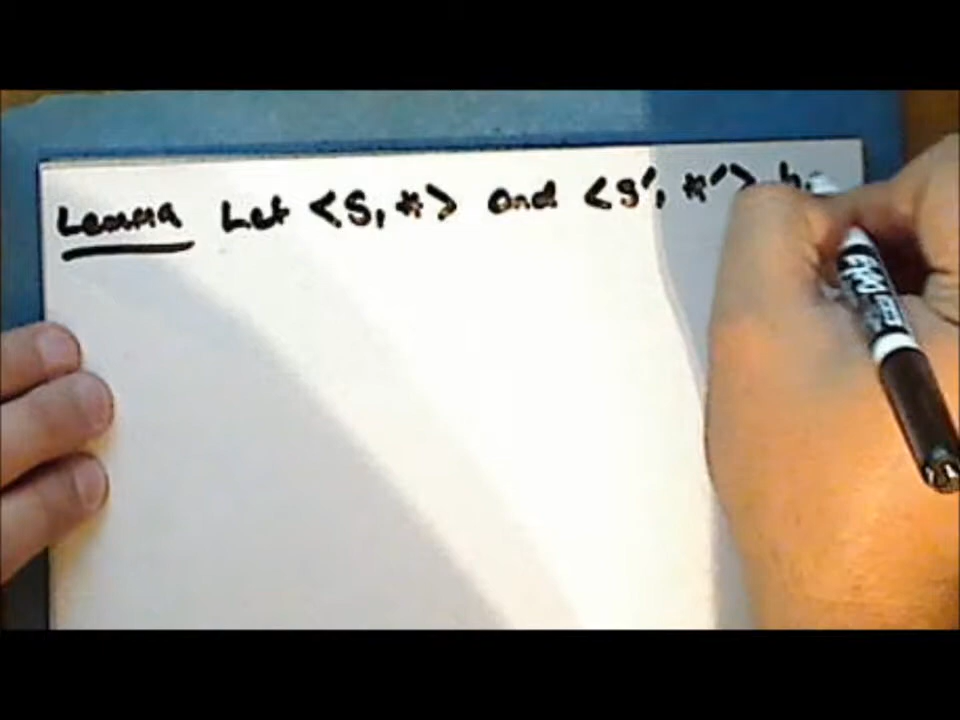 Lemma Let <S, *> and <S', *'>